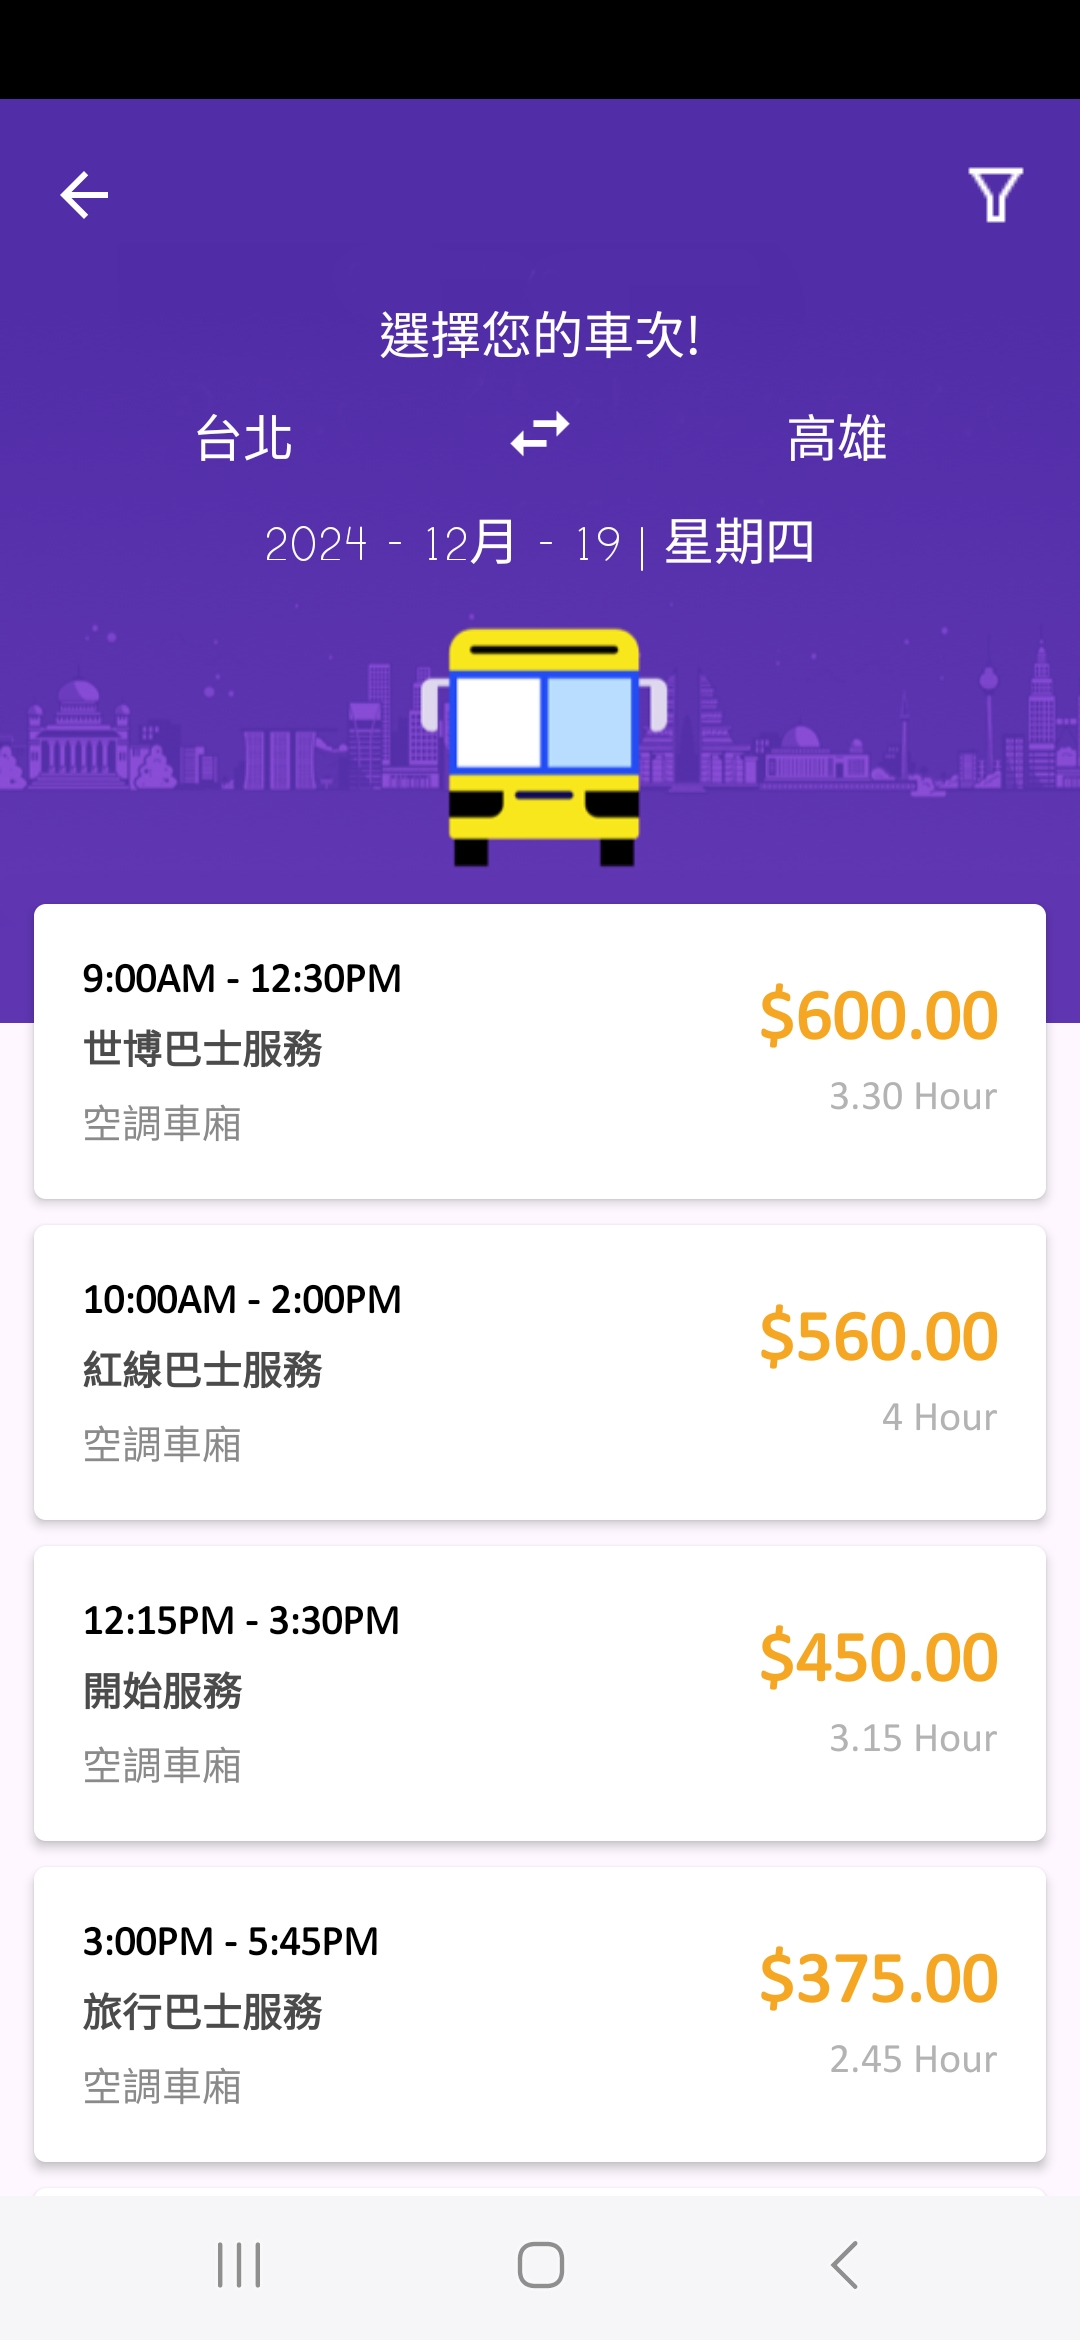 選擇您的車次!
台北 高雄
2024 - 12月 - 19 | 星期四
9:00AM - 12:30PM
$600.00
世博巴士服務
3.30 Hour
空調車廂
10:00AM - 2:00PM
$560.00
紅線巴士服務
4 Hour
空調車廂
12:15PM - 3:30PM
$450.00
開始服務
3.15 Hour
空調車廂
3:00PM - 5:45PM
$375.00
旅行巴士服務
2.45 Hour
空調車廂